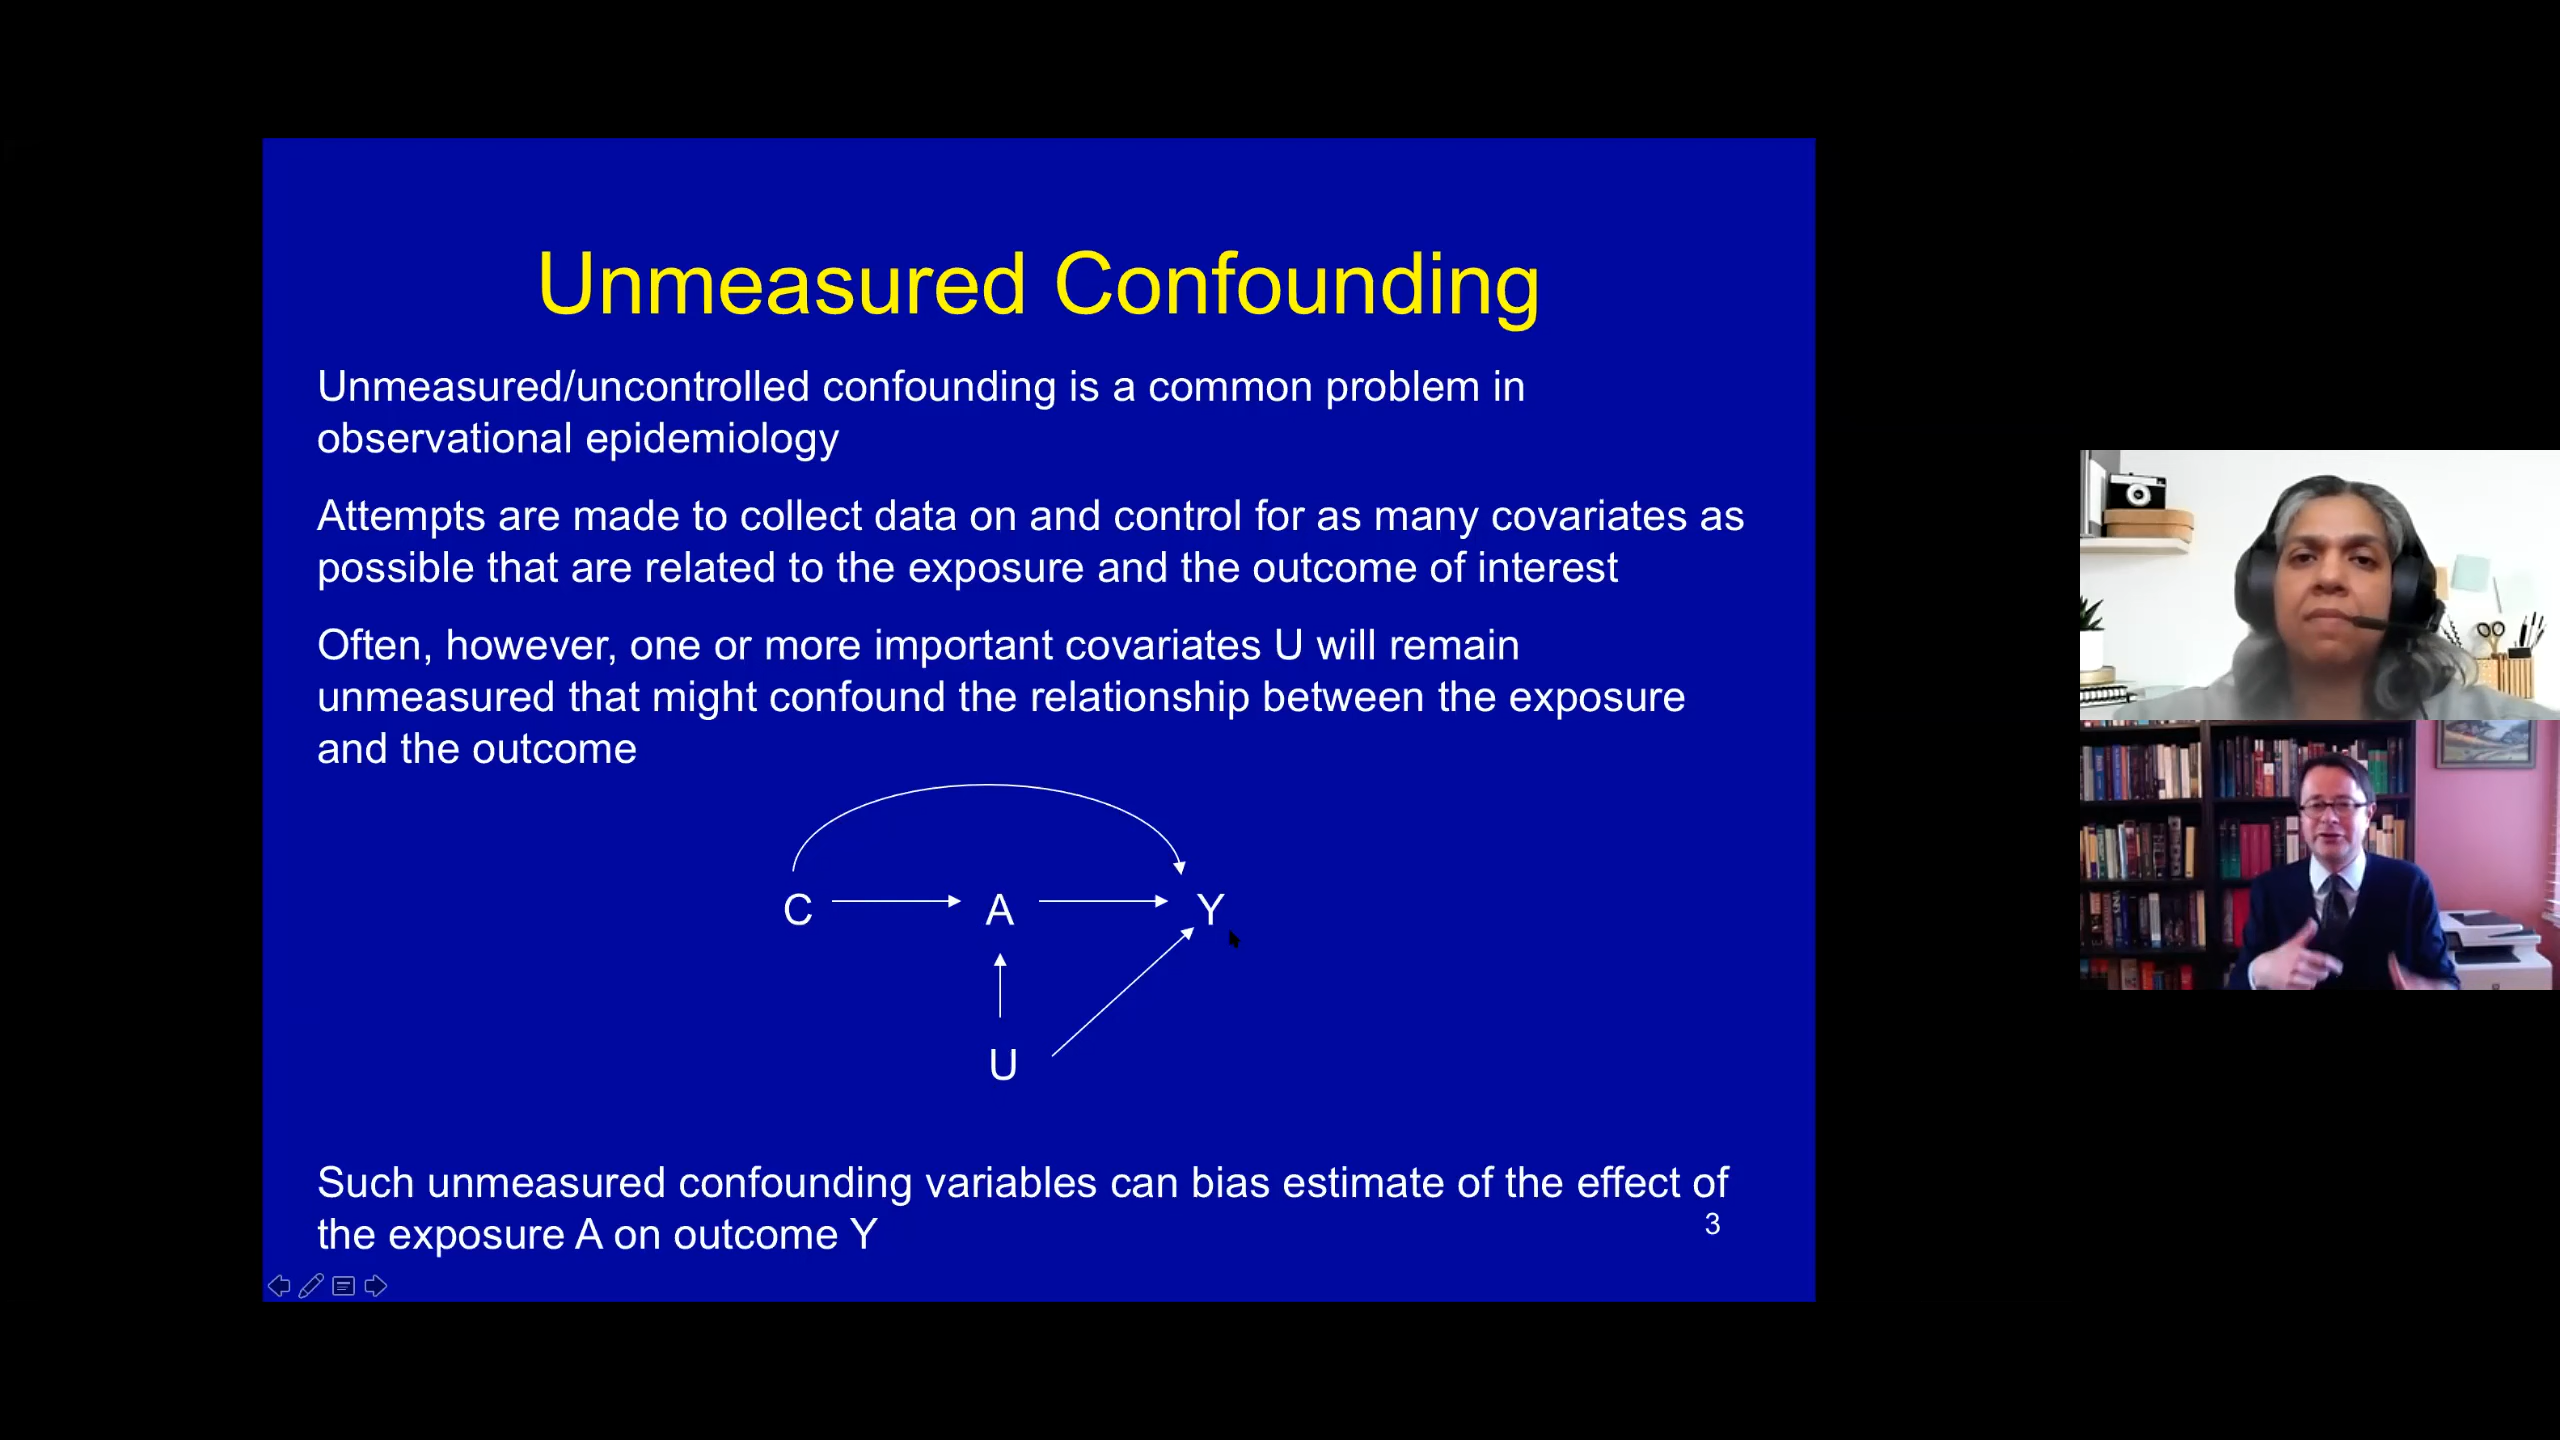 Unmeasured Confounding
Unmeasured/uncontrolled confounding is a common problem in
observational epidemiology
Attempts are made to collect data on and control for as many covariates as
possible that are related to the exposure and the outcome of interest
Often, however, one or more important covariates U will remain
unmeasured that might confound the relationship between the exposure
and the outcome
C A Y
U
Such unmeasured confounding variables can bias estimate of the effect of
the exposure A on outcome Y
3